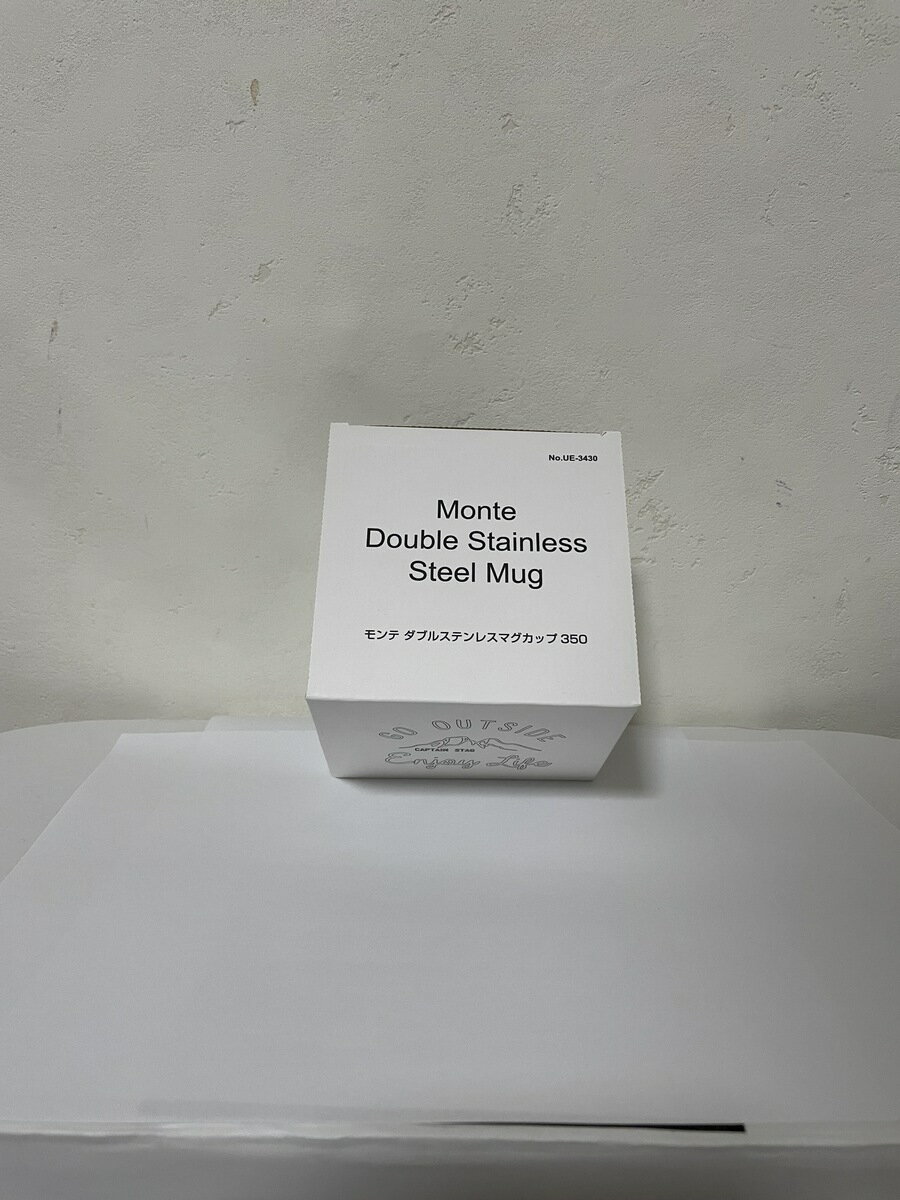 No.UE-3430
Monte
Double Stainless
Steel Mug
モンテ ダブルステンレスマグカップ 350
GO OUTSIDE
CAPTAIN STAG
Enjoy Life